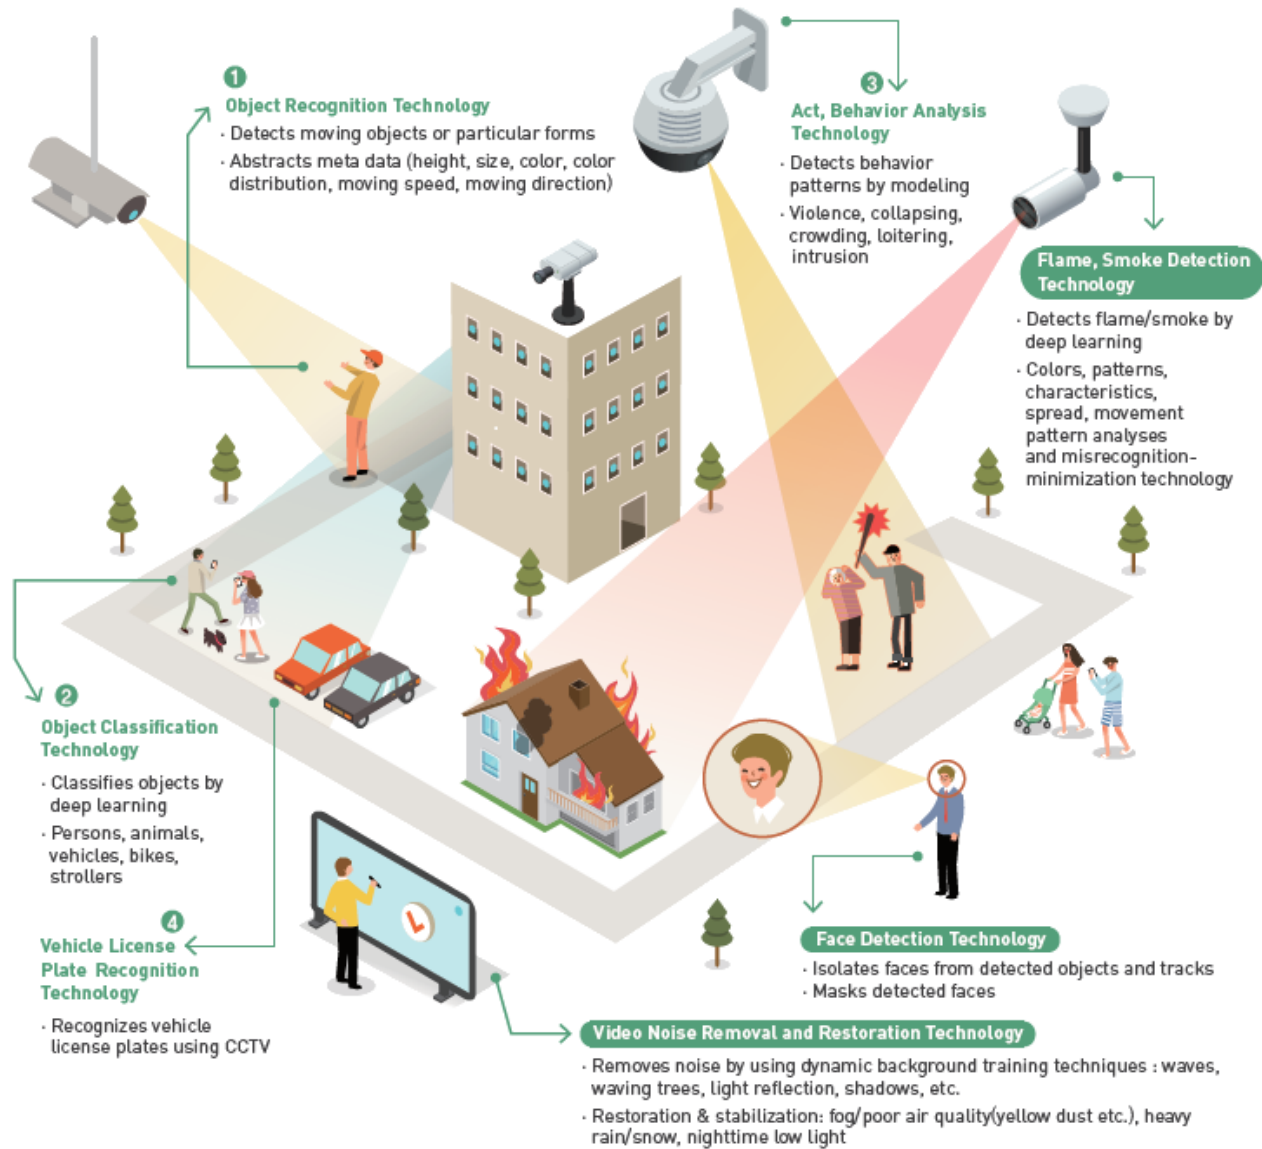 1
Object Recognition Technology
· Detects moving objects or particular forms
· Abstracts meta data (height, size, color, color
distribution, moving speed, moving direction)
3
Act, Behavior Analysis
Technology
· Detects behavior
patterns by modeling
· Violence, collapsing,
crowding, loitering,
intrusion
Flame, Smoke Detection
Technology
· Detects flame/smoke by
deep learning
· Colors, patterns,
characteristics,
spread, movement
pattern analyses
and misrecognition-
minimization technology
2
Object Classification
Technology
· Classifies objects by
deep learning
· Persons, animals,
vehicles, bikes,
strollers
4
Vehicle License
Plate Recognition
Technology
· Recognizes vehicle
license plates using CCTV
Face Detection Technology
· Isolates faces from detected objects and tracks
· Masks detected faces
Video Noise Removal and Restoration Technology
· Removes noise by using dynamic background training techniques : waves,
waving trees, light reflection, shadows, etc.
· Restoration & stabilization: fog/poor air quality(yellow dust etc.), heavy
rain/snow, nighttime low light